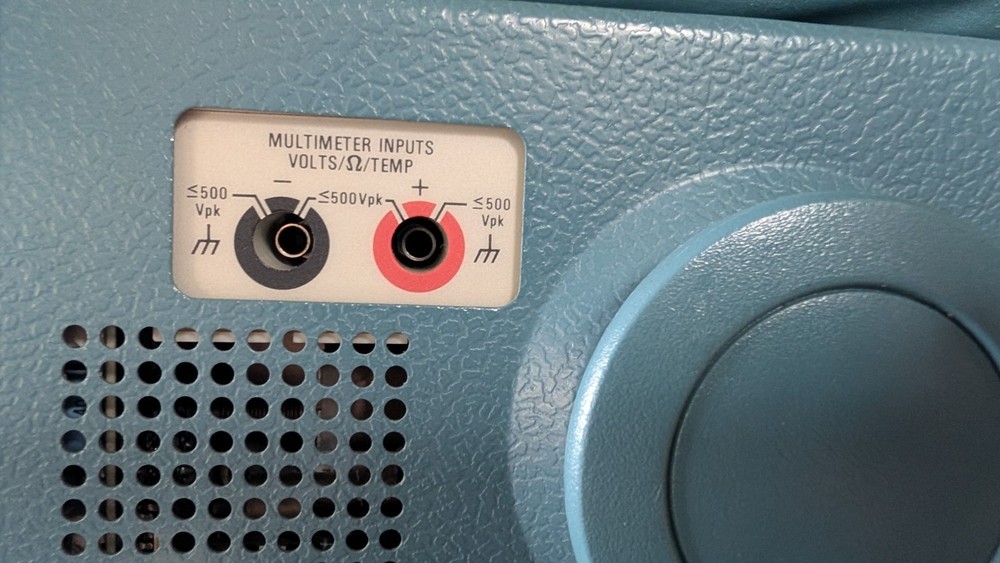 MULTIMETER INPUTS
VOLTS/Ω/TEMP
− +
≤500 Vpk
≤500Vpk
≤500 Vpk